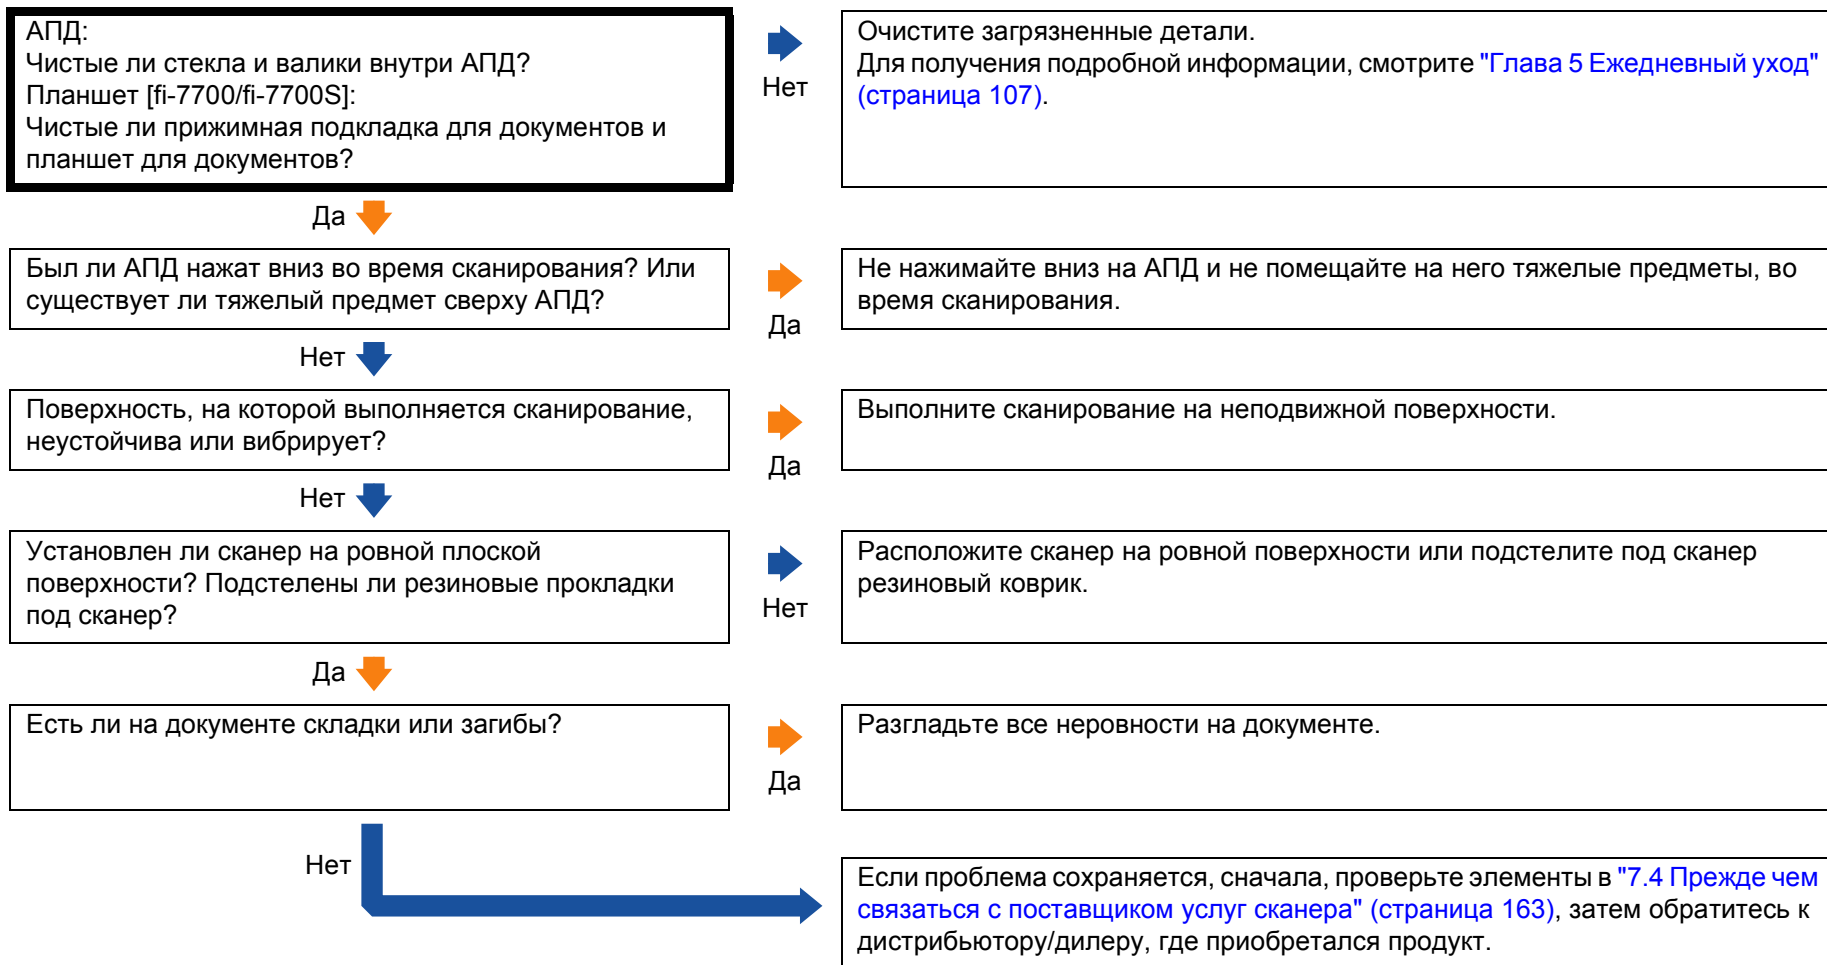 АПД:
Чистые ли стекла и валики внутри АПД?
Планшет [fi-7700/fi-7700S]:
Чистые ли прижимная подкладка для документов и
планшет для документов?
Нет
Очистите загрязненные детали.
Для получения подробной информации, смотрите "Глава 5 Ежедневный уход"
(страница 107).
Да
Был ли АПД нажат вниз во время сканирования? Или
существует ли тяжелый предмет сверху АПД?
Да
Не нажимайте вниз на АПД и не помещайте на него тяжелые предметы, во
время сканирования.
Нет
Поверхность, на которой выполняется сканирование,
неустойчива или вибрирует?
Да
Выполните сканирование на неподвижной поверхности.
Нет
Установлен ли сканер на ровной плоской
поверхности? Подстелены ли резиновые прокладки
под сканер?
Нет
Расположите сканер на ровной поверхности или подстелите под сканер
резиновый коврик.
Да
Есть ли на документе складки или загибы?
Да
Разгладьте все неровности на документе.
Нет
Если проблема сохраняется, сначала, проверьте элементы в "7.4 Прежде чем
связаться с поставщиком услуг сканера" (страница 163), затем обратитесь к
дистрибьютору/дилеру, где приобретался продукт.